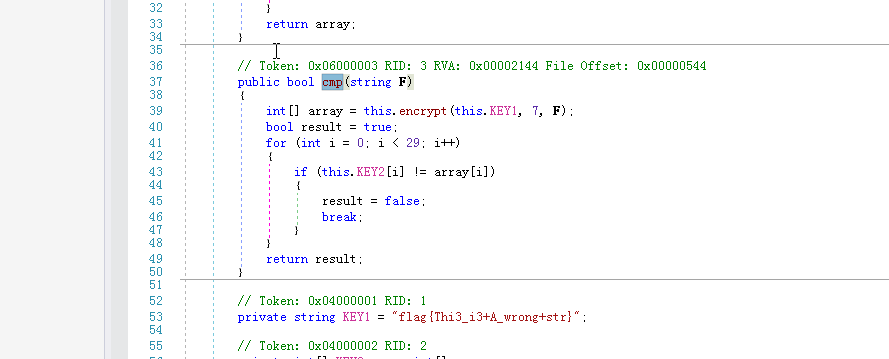 32 }
33 return array;
34 }
35
36 // Token: 0x06000003 RID: 3 RVA: 0x00002144 File Offset: 0x00000544
37 public bool cmp(string F)
38 {
39 int[] array = this.encrypt(this.KEY1, 7, F);
40 bool result = true;
41 for (int i = 0; i < 29; i++)
42 {
43 if (this.KEY2[i] != array[i])
44 {
45 result = false;
46 break;
47 }
48 }
49 return result;
50 }
51
52 // Token: 0x04000001 RID: 1
53 private string KEY1 = "flag{Thi3_i3+A_wrong+str}";
54
55 // Token: 0x04000002 RID: 2